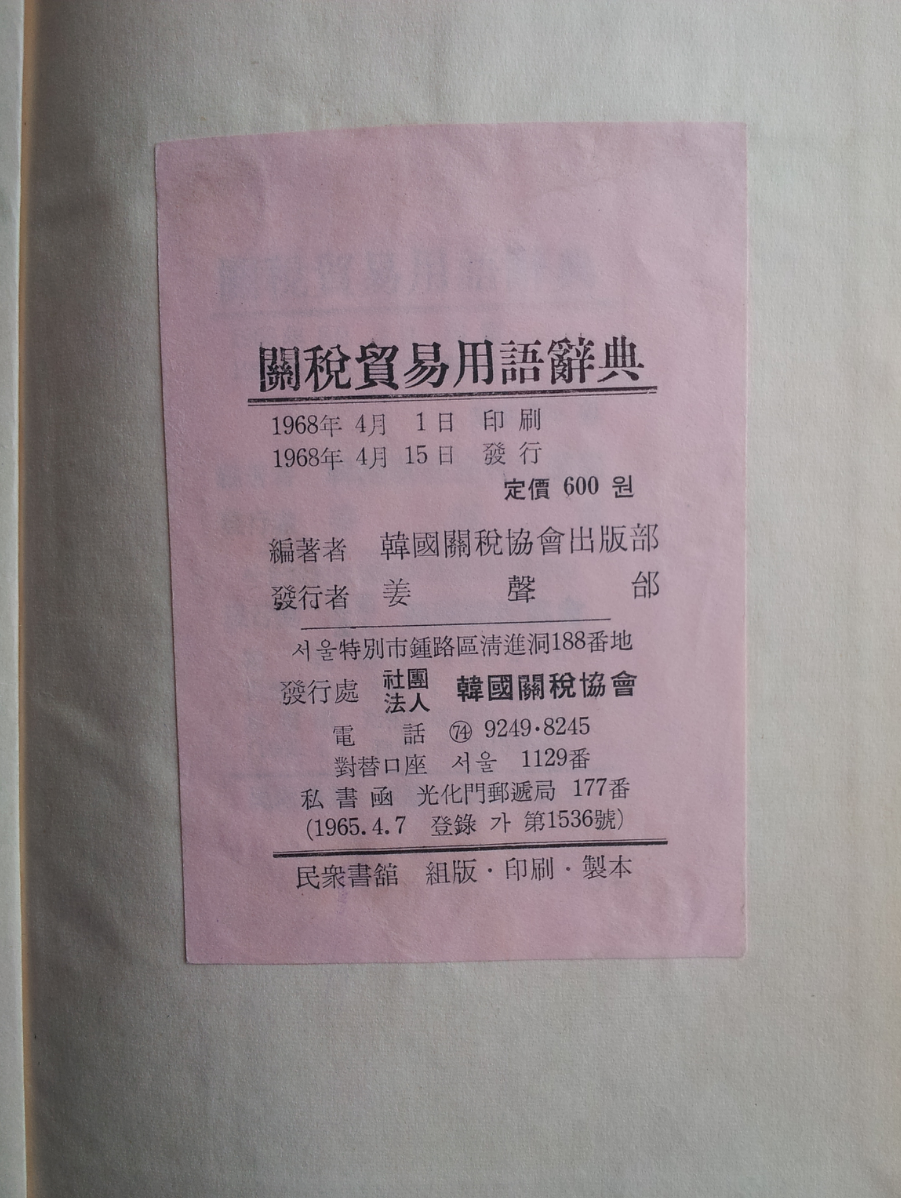 關稅貿易用語辭典
1968年 4月 1日 印刷
1968年 4月 15日 發行
定價 600 원
編著者 韓國關稅協會出版部
發行者 姜聲邰
서울特別市鍾路區淸進洞188番地
發行處 社團法人 韓國關稅協會
電話 ㊆ 9249·8245
對替口座 서울 1129番
私書函 光化門郵遞局 177番
(1965.4.7 登錄 가 第1536號)
民衆書舘 組版·印刷·製本